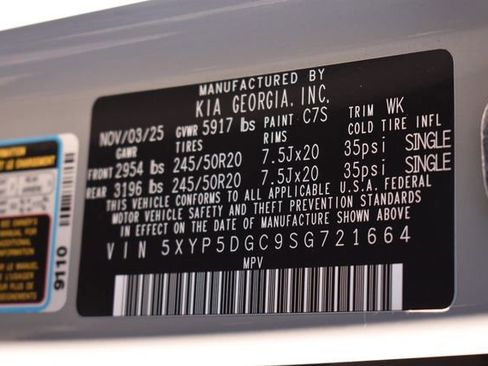 MANUFACTURED BY
KIA GEORGIA, INC.
NOV/03/25 GVWR 5917 lbs PAINT C7S TRIM WK
GAWR TIRES RIMS COLD TIRE INFL
FRONT 2954 lbs 245/50R20 7.5Jx20 35psi SINGLE
REAR 3196 lbs 245/50R20 7.5Jx20 35psi SINGLE
THIS VEHICLE CONFORMS TO ALL APPLICABLE U.S.A. FEDERAL
MOTOR VEHICLE SAFETY AND THEFT PREVENTION STANDARDS
IN EFFECT ON THE DATE OF MANUFACTURE SHOWN ABOVE
VIN 5XYP5DGC9SG721664
MPV
9110